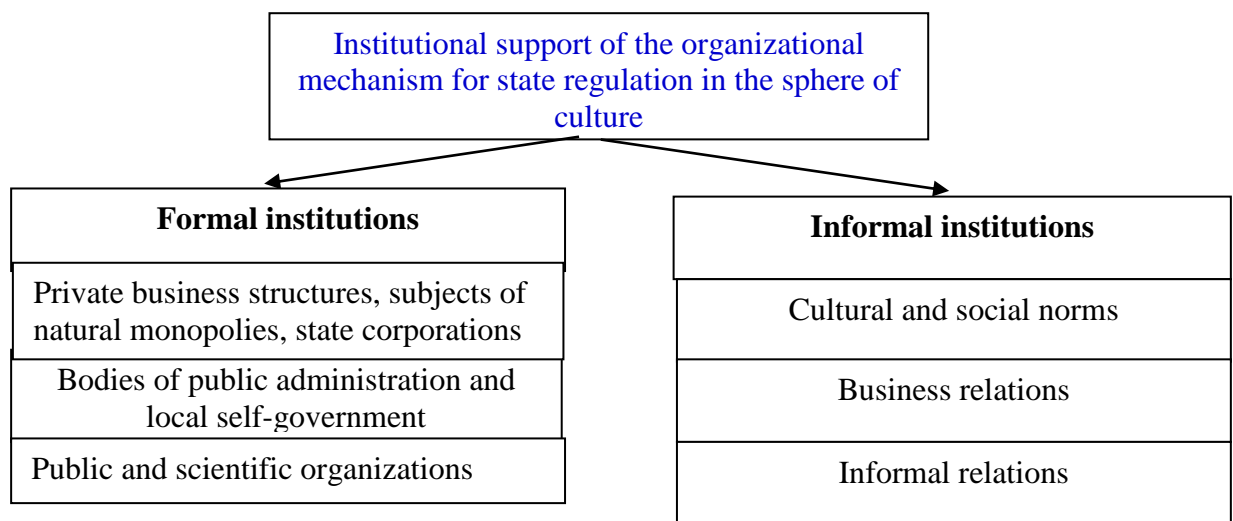 Institutional support of the organizational
mechanism for state regulation in the sphere of
culture
Formal institutions
Private business structures, subjects of
natural monopolies, state corporations
Bodies of public administration and
local self-government
Public and scientific organizations
Informal institutions
Cultural and social norms
Business relations
Informal relations